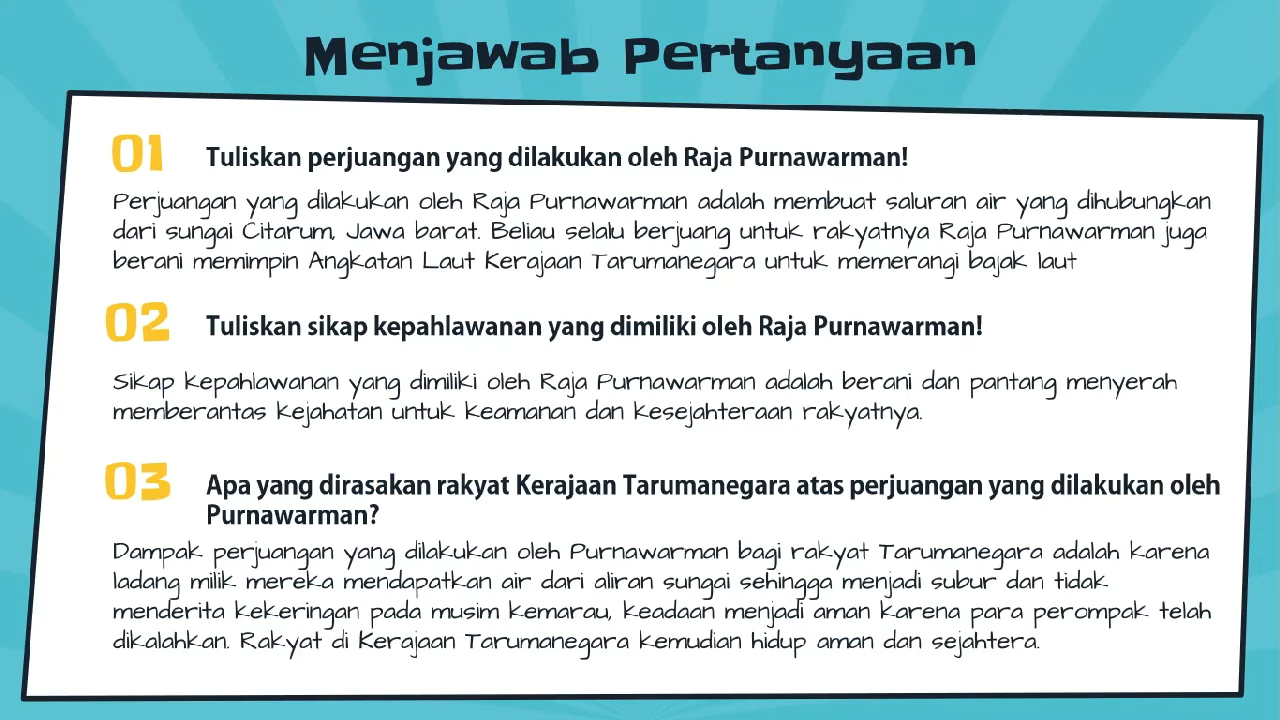 Menjawab Pertanyaan
01 Tuliskan perjuangan yang dilakukan oleh Raja Purnawarman!
Perjuangan yang dilakukan oleh Raja Purnawarman adalah membuat saluran air yang dihubungkan
dari sungai Citarum, Jawa barat. Beliau selalu berjuang untuk rakyatnya Raja Purnawarman juga
berani memimpin Angkatan Laut Kerajaan Tarumanegara untuk memerangi bajak laut
02 Tuliskan sikap kepahlawanan yang dimiliki oleh Raja Purnawarman!
Sikap kepahlawanan yang dimiliki oleh Raja Purnawarman adalah berani dan pantang menyerah
memberantas kejahatan untuk keamanan dan kesejahteraan rakyatnya.
03 Apa yang dirasakan rakyat Kerajaan Tarumanegara atas perjuangan yang dilakukan oleh
Purnawarman?
Dampak perjuangan yang dilakukan oleh Purnawarman bagi rakyat Tarumanegara adalah karena
ladang milik mereka mendapatkan air dari aliran sungai sehingga menjadi subur dan tidak
menderita kekeringan pada musim kemarau, keadaan menjadi aman karena para perompak telah
dikalahkan. Rakyat di Kerajaan Tarumanegara kemudian hidup aman dan sejahtera.